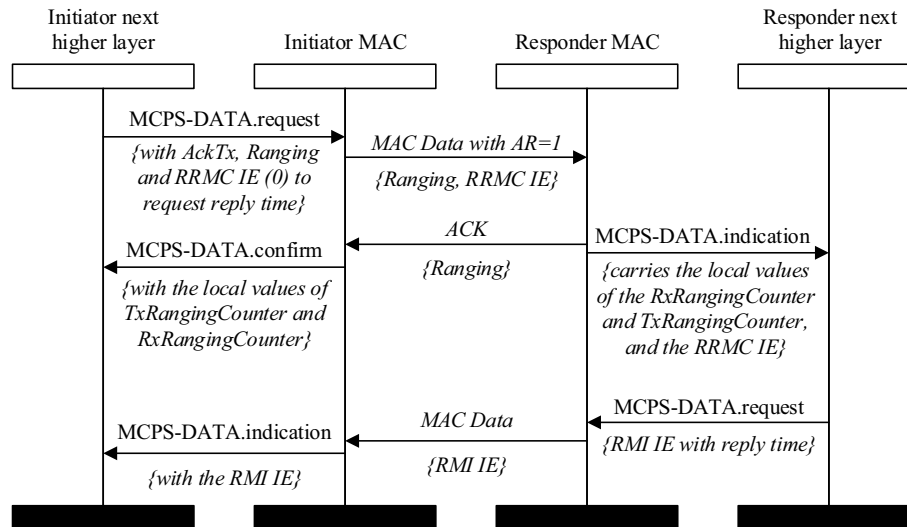 Initiator next
higher layer
Initiator MAC
Responder MAC
Responder next
higher layer
MCPS-DATA.request
{with AckTx, Ranging
and RRMC IE (0) to
request reply time}
MAC Data with AR=1
{Ranging, RRMC IE}
ACK
{Ranging}
MCPS-DATA.confirm
{with the local values of
TxRangingCounter and
RxRangingCounter}
MCPS-DATA.indication
{carries the local values
of the RxRangingCounter
and TxRangingCounter,
and the RRMC IE}
MCPS-DATA.request
{RMI IE with reply time}
MAC Data
{RMI IE}
MCPS-DATA.indication
{with the RMI IE}